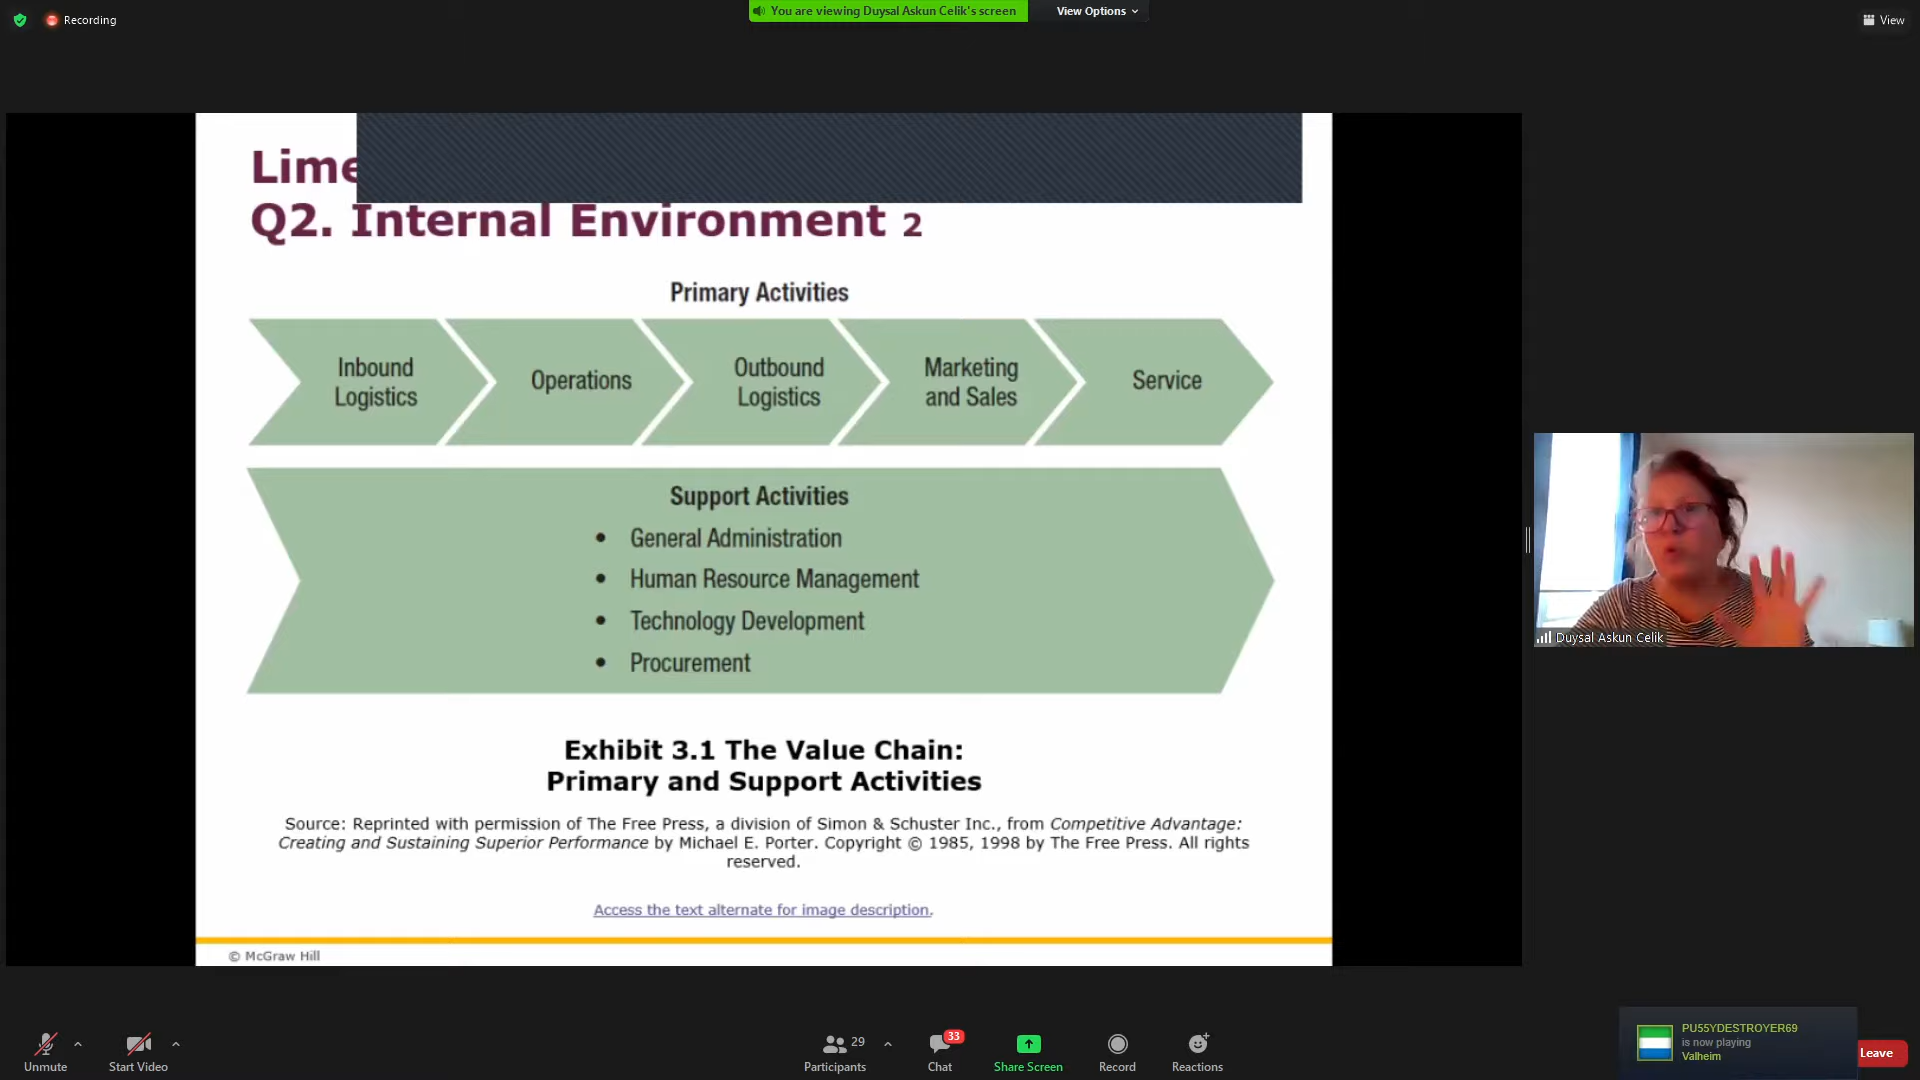 Recording
You are viewing Duysal Askun Celik's screen
View Options
View
Lime
Q2. Internal Environment 2
Primary Activities
Inbound
Logistics
Operations
Outbound
Logistics
Marketing
and Sales
Service
Support Activities
• General Administration
• Human Resource Management
• Technology Development
• Procurement
Exhibit 3.1 The Value Chain:
Primary and Support Activities
Source: Reprinted with permission of The Free Press, a division of Simon & Schuster Inc., from Competitive Advantage:
Creating and Sustaining Superior Performance by Michael E. Porter. Copyright © 1985, 1998 by The Free Press. All rights
reserved.
Access the text alternate for image description.
© McGraw Hill
Duysal Askun Celik
Unmute
Start Video
29
Participants
33
Chat
Share Screen
Record
Reactions
PU55YDESTROYER69
is now playing
Valheim
Leave